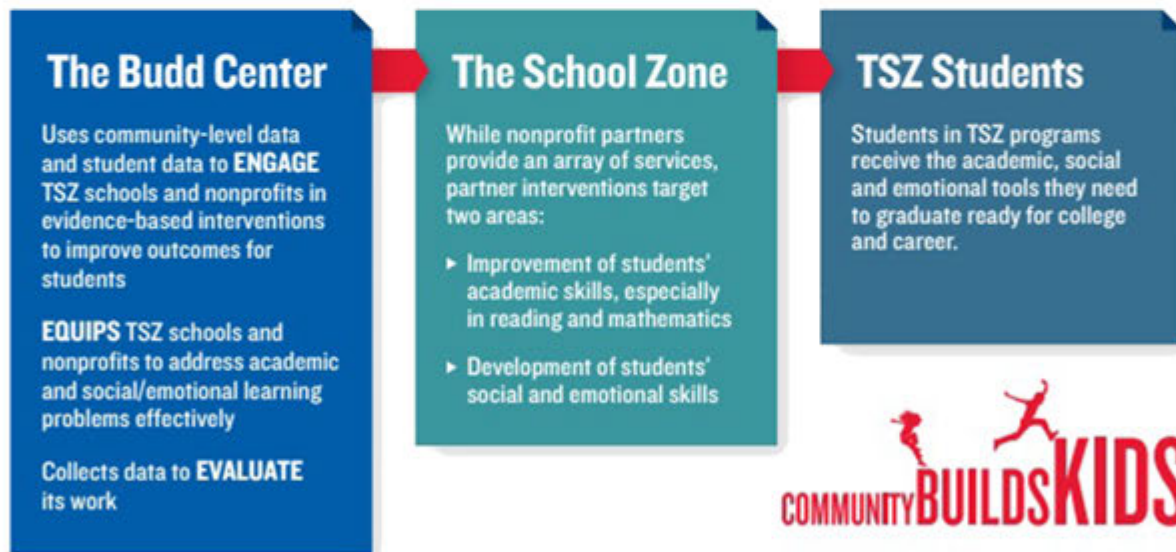 The Budd Center
Uses community-level data
and student data to ENGAGE
TSZ schools and nonprofits in
evidence-based interventions
to improve outcomes for
students
EQUIPS TSZ schools and
nonprofits to address academic
and social/emotional learning
problems effectively
Collects data to EVALUATE
its work
The School Zone
While nonprofit partners
provide an array of services,
partner interventions target
two areas:
▸ Improvement of students’
academic skills, especially
in reading and mathematics
▸ Development of students’
social and emotional skills
TSZ Students
Students in TSZ programs
receive the academic, social
and emotional tools they need
to graduate ready for college
and career.
COMMUNITY BUILDS KIDS